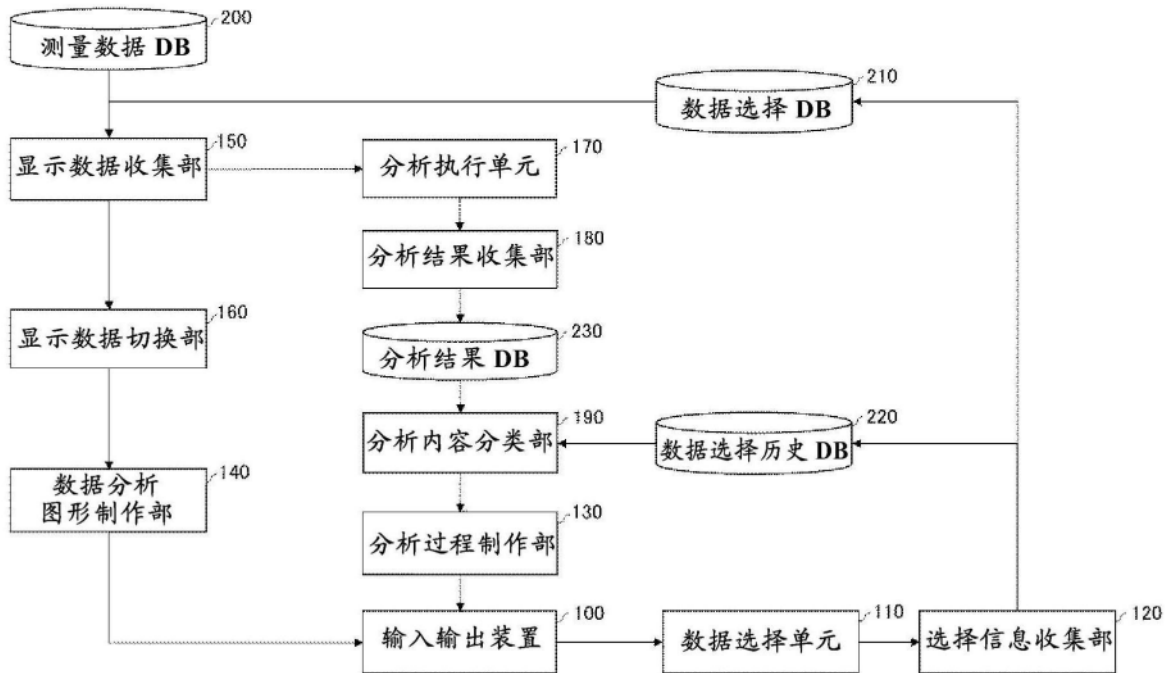 200
测量数据 DB
210
数据选择 DB
150
显示数据收集部
170
分析执行单元
180
分析结果收集部
160
显示数据切换部
230
分析结果 DB
190
分析内容分类部
220
数据选择历史 DB
140
数据分析
图形制作部
130
分析过程制作部
100
输入输出装置
110
数据选择单元
120
选择信息收集部